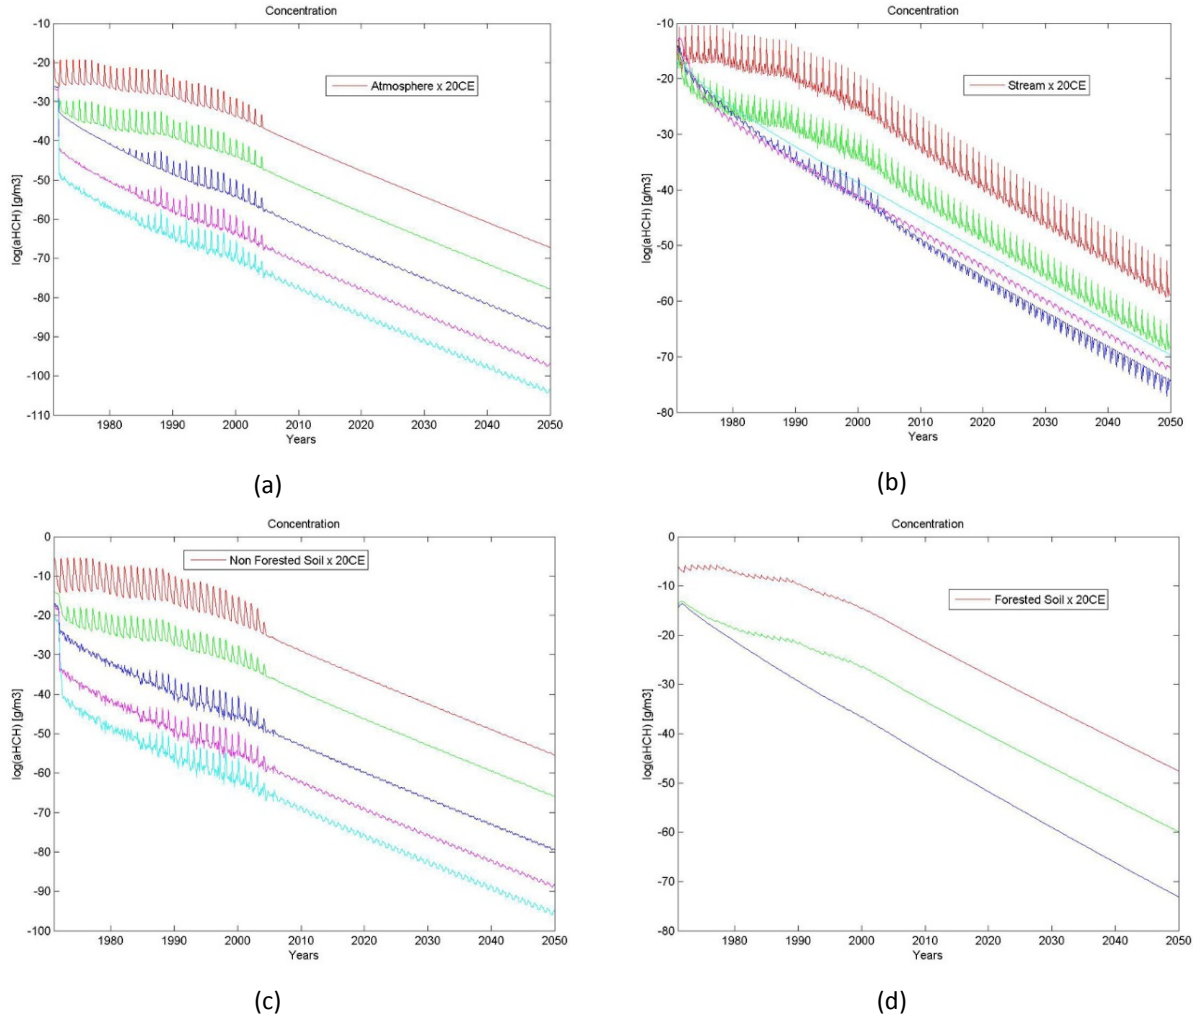 Concentration
-10
-20
-30
-40
-50
-60
-70
-80
-90
-100
-110
log(aHCH) [g/m3]
Atmosphere x 20CE
1980 1990 2000 2010 2020 2030 2040 2050
Years
(a)
Concentration
-10
-20
-30
-40
-50
-60
-70
-80
log(aHCH) [g/m3]
Stream x 20CE
1980 1990 2000 2010 2020 2030 2040 2050
Years
(b)
Concentration
0
-10
-20
-30
-40
-50
-60
-70
-80
-90
-100
log(aHCH) [g/m3]
Non Forested Soil x 20CE
1980 1990 2000 2010 2020 2030 2040 2050
Years
(c)
Concentration
0
-10
-20
-30
-40
-50
-60
-70
-80
log(aHCH) [g/m3]
Forested Soil x 20CE
1980 1990 2000 2010 2020 2030 2040 2050
Years
(d)